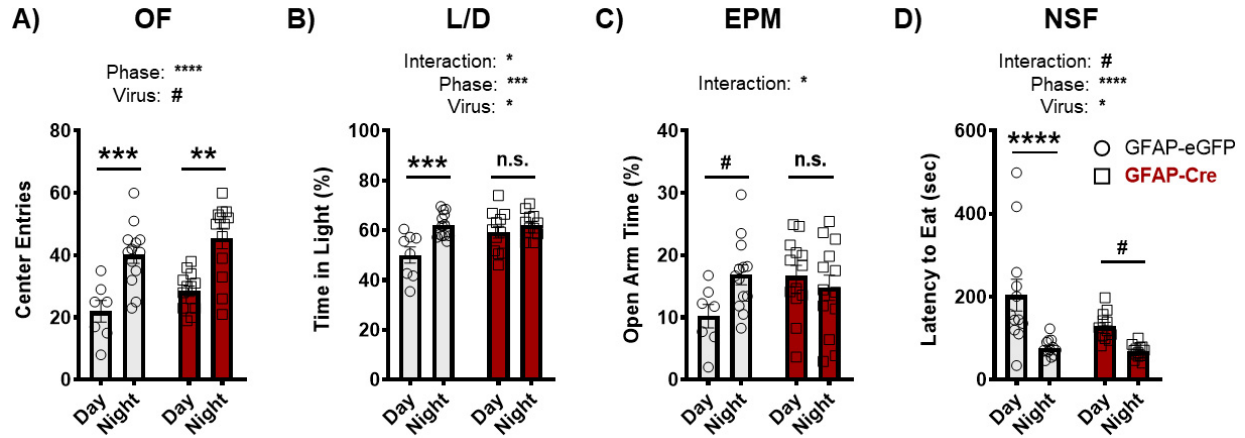 A) OF
Phase: ****
Virus: #
Center Entries
80
60
40
20
0
***
**
Day
Night
Day
Night
B) L/D
Interaction: *
Phase: ***
Virus: *
Time in Light (%)
100
80
60
40
20
0
***
n.s.
Day
Night
Day
Night
C) EPM
Interaction: *
Open Arm Time (%)
40
30
20
10
0
#
n.s.
Day
Night
Day
Night
D) NSF
Interaction: #
Phase: ****
Virus: *
Latency to Eat (sec)
600
400
200
0
****
#
GFAP-eGFP
GFAP-Cre
Day
Night
Day
Night